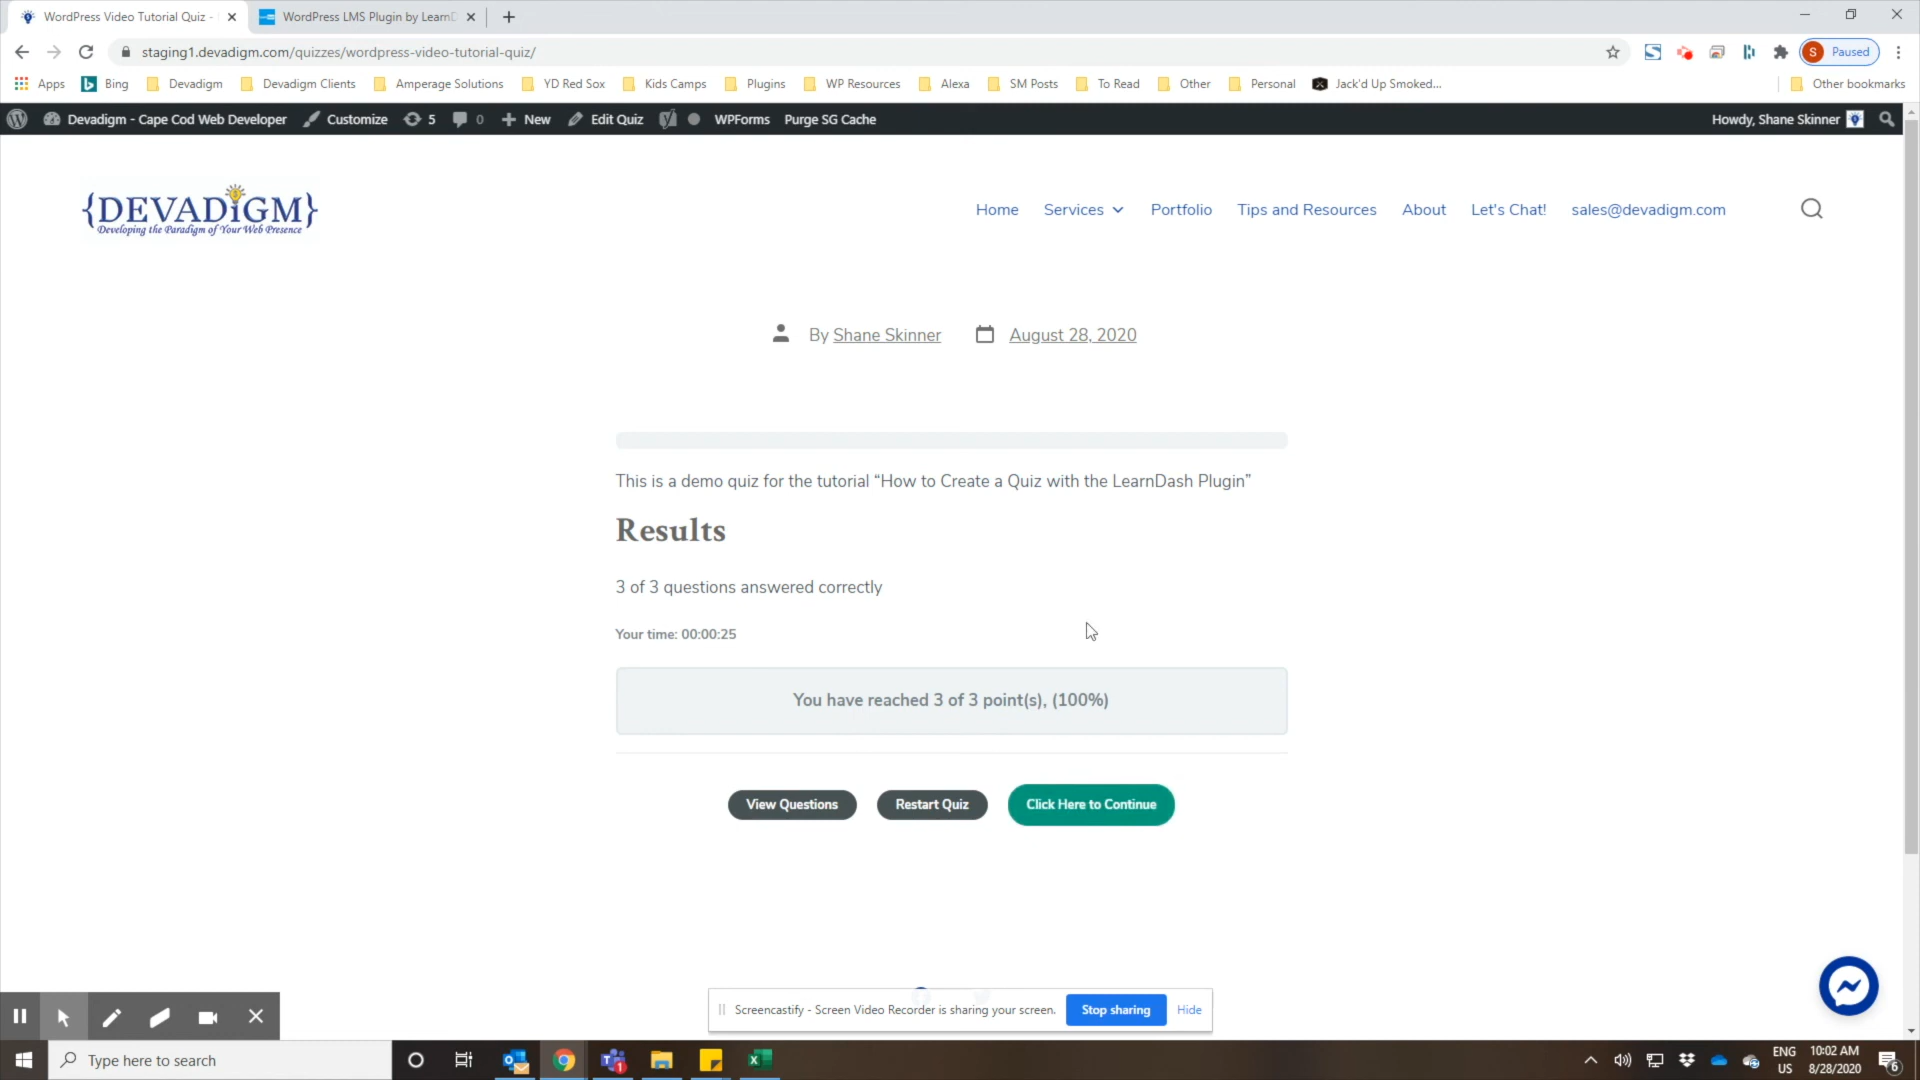 WordPress Video Tutorial Quiz -
WordPress LMS Plugin by LearnD
staging1.devadigm.com/quizzes/wordpress-video-tutorial-quiz/
S Paused
Apps Bing Devadigm Devadigm Clients Amperage Solutions YD Red Sox Kids Camps Plugins WP Resources Alexa SM Posts To Read Other Personal Jack'd Up Smoked... Other bookmarks
Devadigm - Cape Cod Web Developer Customize 5 0 New Edit Quiz WPForms Purge SG Cache Howdy, Shane Skinner
{DEVADiGM}
Developing the Paradigm of Your Web Presence
Home Services Portfolio Tips and Resources About Let's Chat! sales@devadigm.com
By Shane Skinner August 28, 2020
This is a demo quiz for the tutorial “How to Create a Quiz with the LearnDash Plugin”
Results
3 of 3 questions answered correctly
Your time: 00:00:25
You have reached 3 of 3 point(s), (100%)
View Questions Restart Quiz Click Here to Continue
Screencastify - Screen Video Recorder is sharing your screen. Stop sharing Hide
Type here to search
ENG
US
10:02 AM
8/28/2020
6